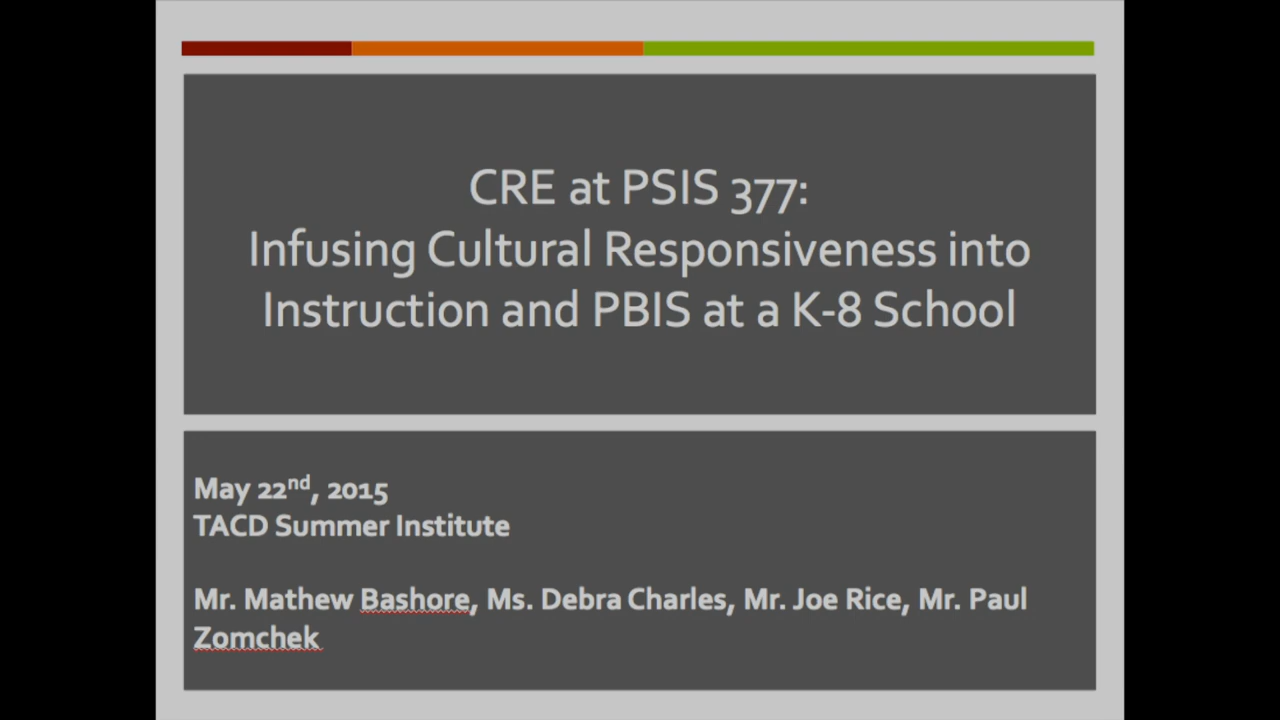 CRE at PSIS 377:
Infusing Cultural Responsiveness into
Instruction and PBIS at a K-8 School
May 22nd, 2015
TACD Summer Institute
Mr. Mathew Bashore, Ms. Debra Charles, Mr. Joe Rice, Mr. Paul
Zomchek